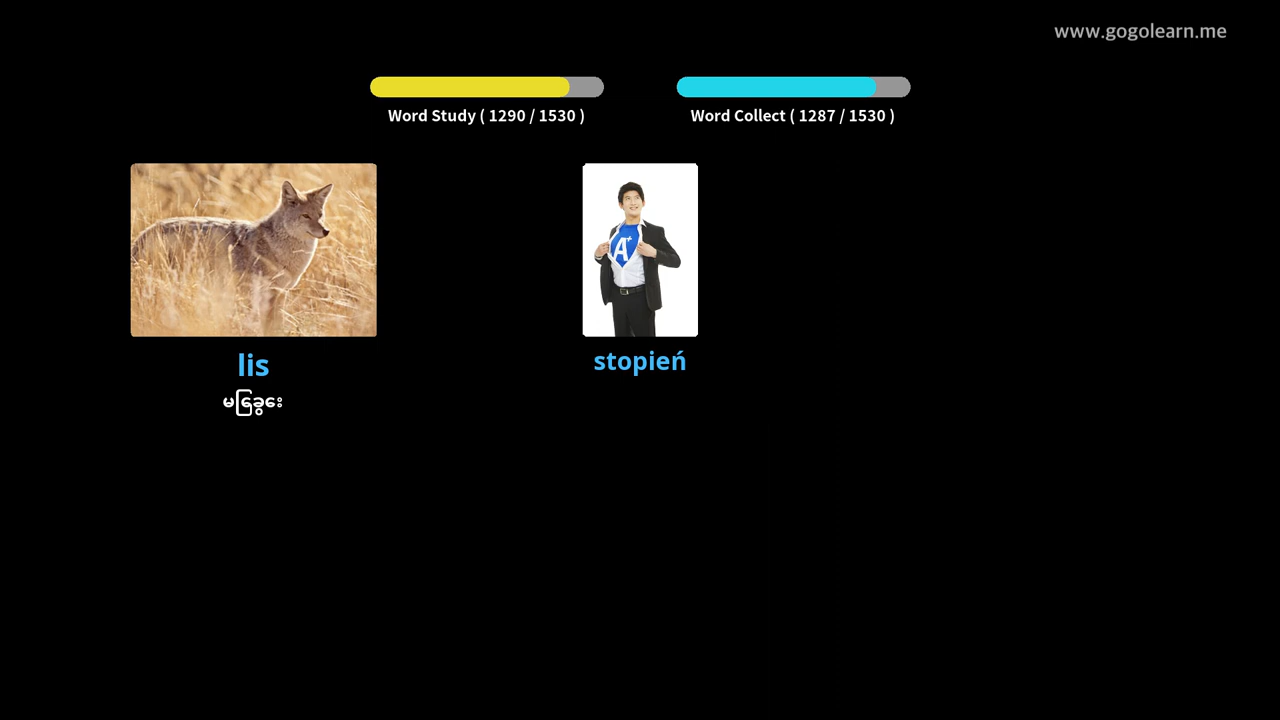 www.gogolearn.me
Word Study ( 1290 / 1530 )
Word Collect ( 1287 / 1530 )
A+
lis
မြေခွေး
stopień